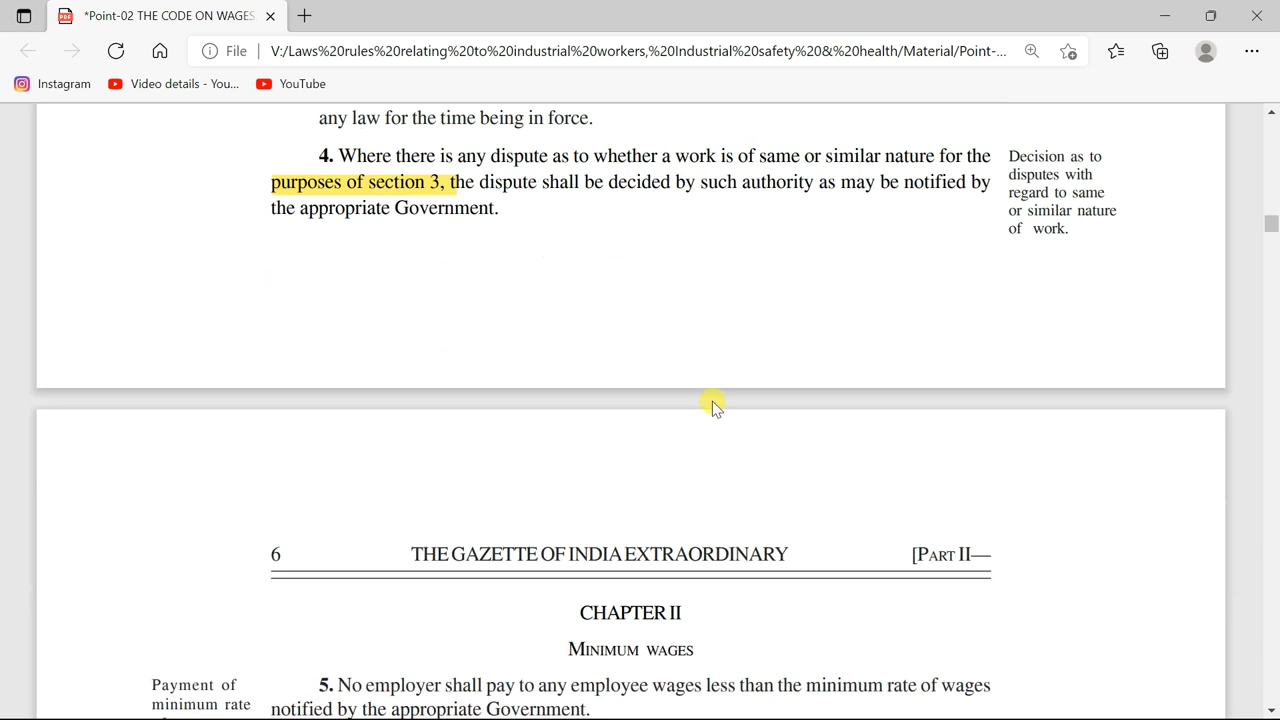 *Point-02 THE CODE ON WAGES
File
V:/Laws%20rules%20relating%20to%20industrial%20workers,%20Industrial%20safety%20&%20health/Material/Point-...
Instagram
Video details - You...
YouTube
any law for the time being in force.
4. Where there is any dispute as to whether a work is of same or similar nature for the
purposes of section 3, the dispute shall be decided by such authority as may be notified by
the appropriate Government.
Decision as to
disputes with
regard to same
or similar nature
of work.
6 THE GAZETTE OF INDIA EXTRAORDINARY [PART II—
CHAPTER II
MINIMUM WAGES
Payment of
minimum rate
5. No employer shall pay to any employee wages less than the minimum rate of wages
notified by the appropriate Government.